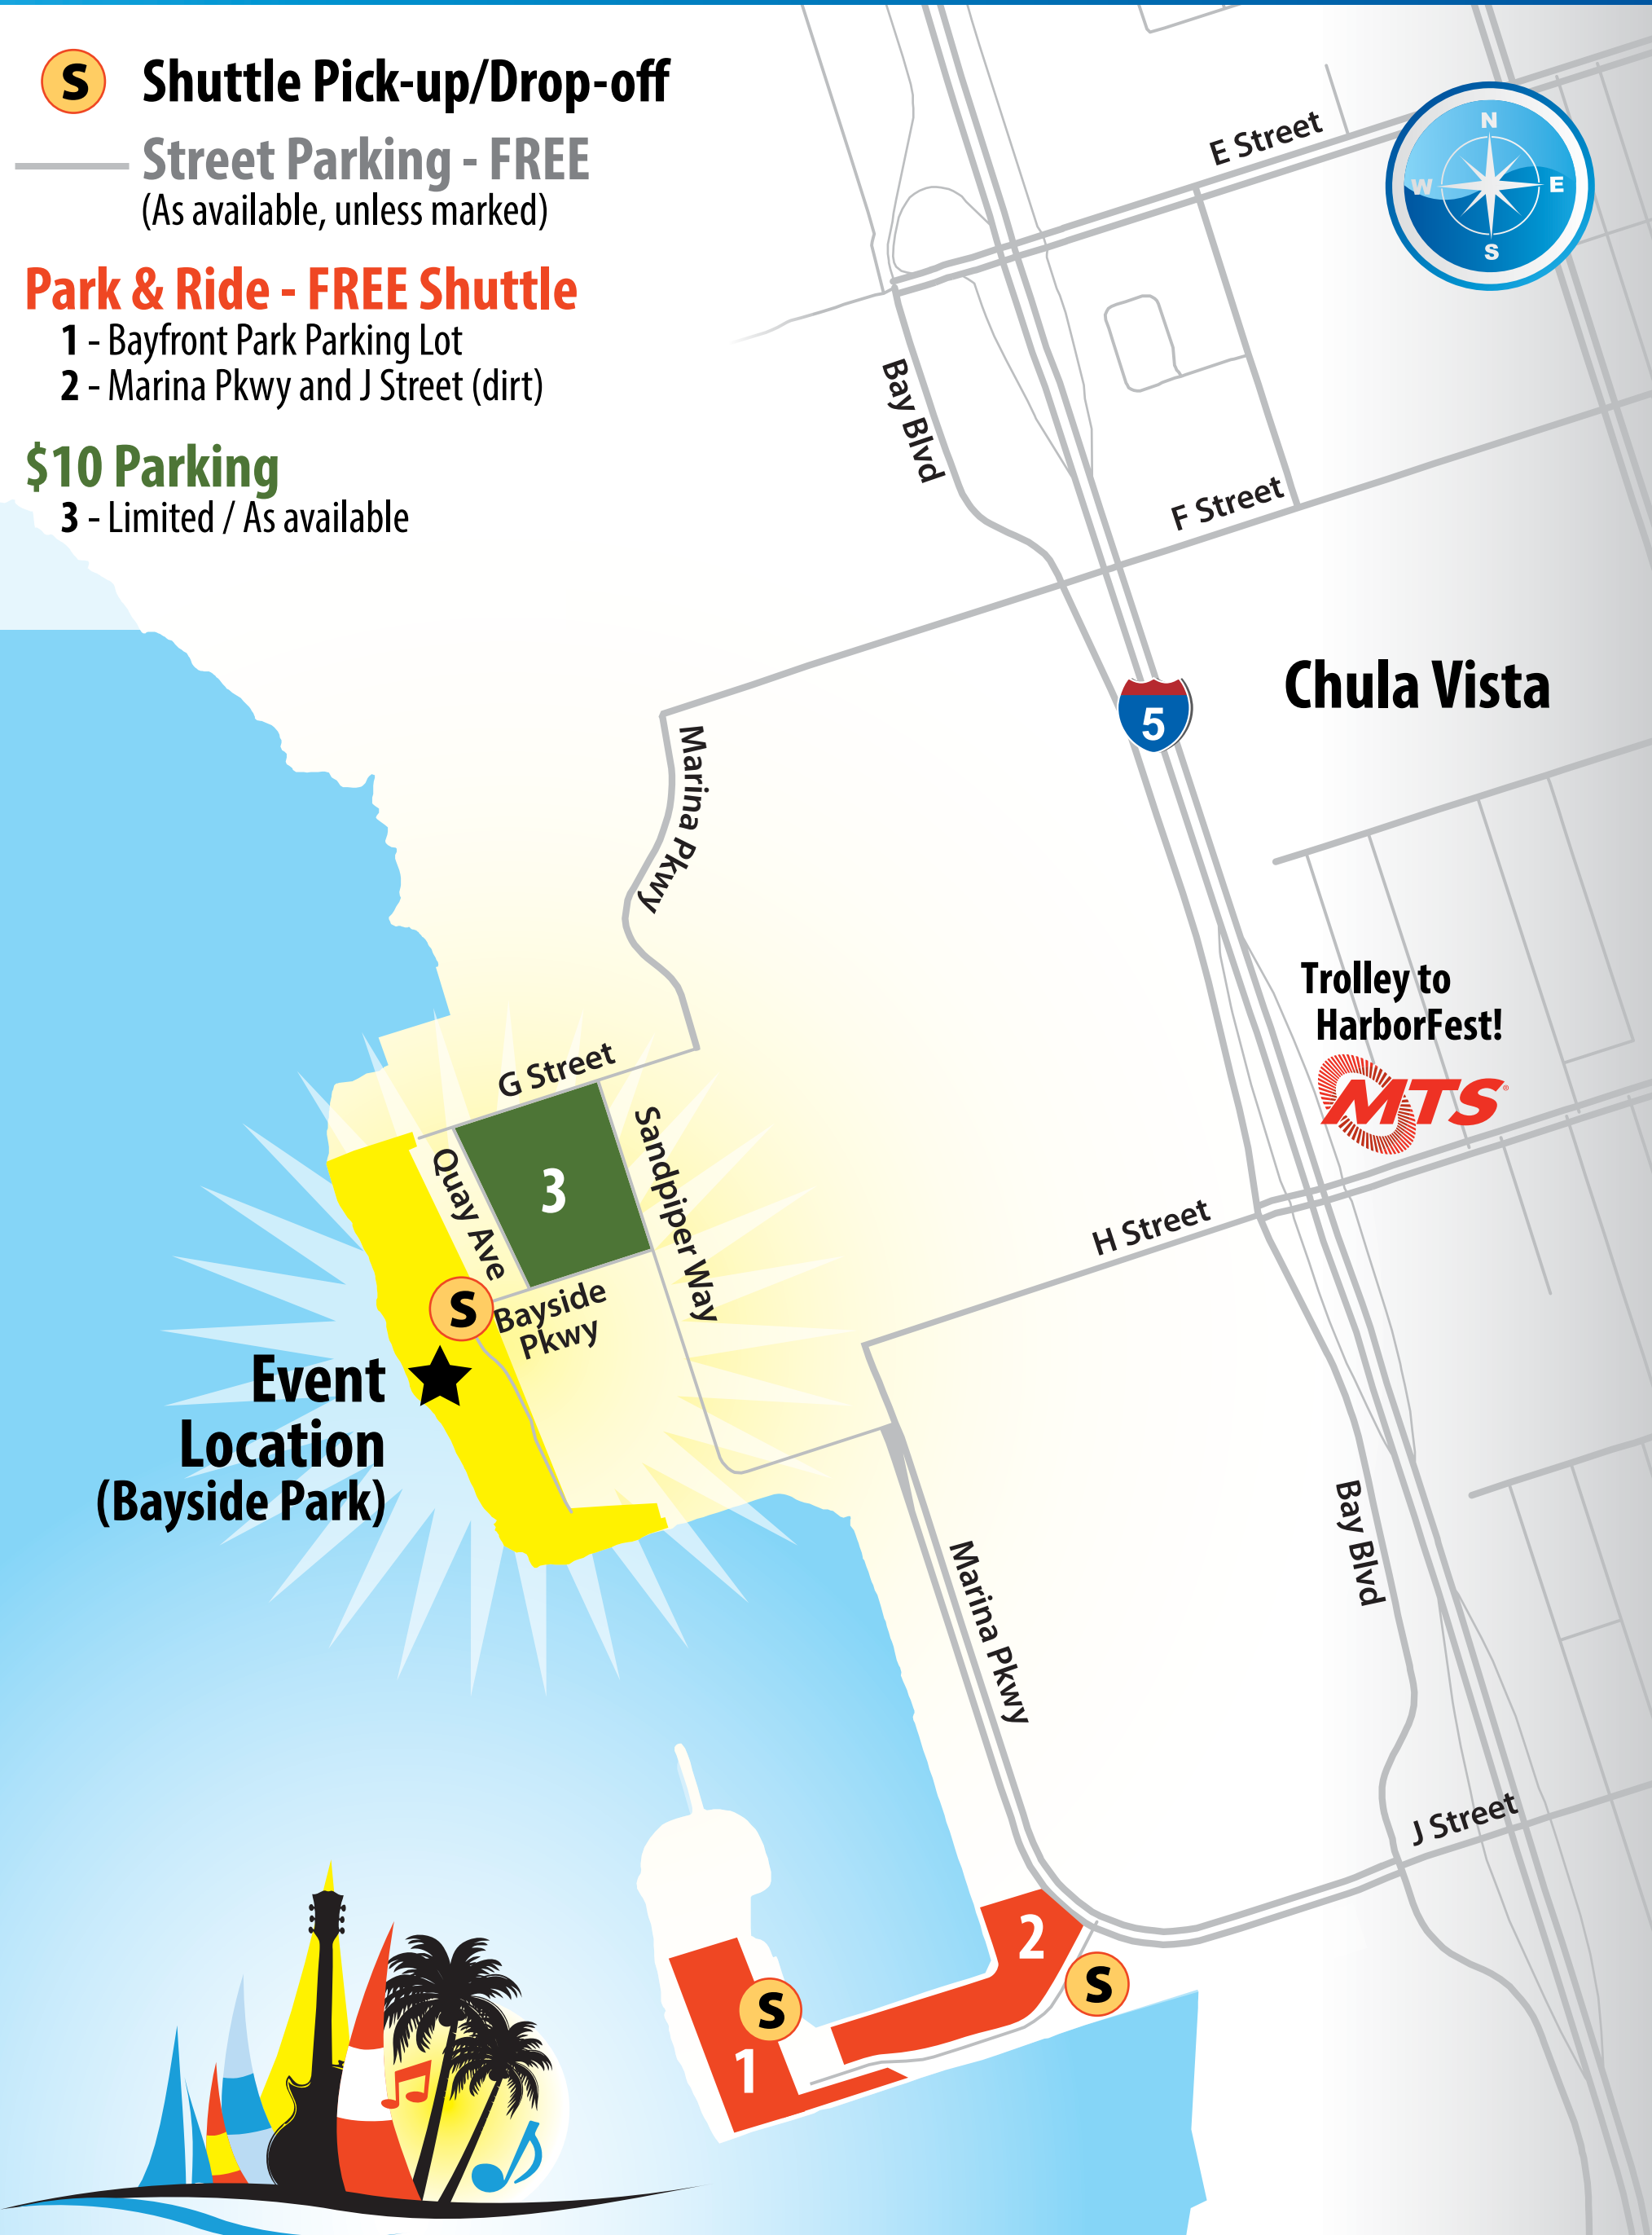 S Shuttle Pick-up/Drop-off
Street Parking - FREE
(As available, unless marked)
Park & Ride - FREE Shuttle
1 - Bayfront Park Parking Lot
2 - Marina Pkwy and J Street (dirt)
$10 Parking
3 - Limited / As available
N
W
E
S
E Street
Bay Blvd
F Street
5
Chula Vista
Marina Pkwy
Trolley to
HarborFest!
MTS®
G Street
Quay Ave
3
Sandpiper Way
H Street
S
Bayside
Pkwy
Event
Location
(Bayside Park)
Bay Blvd
Marina Pkwy
J Street
2
S
S
1